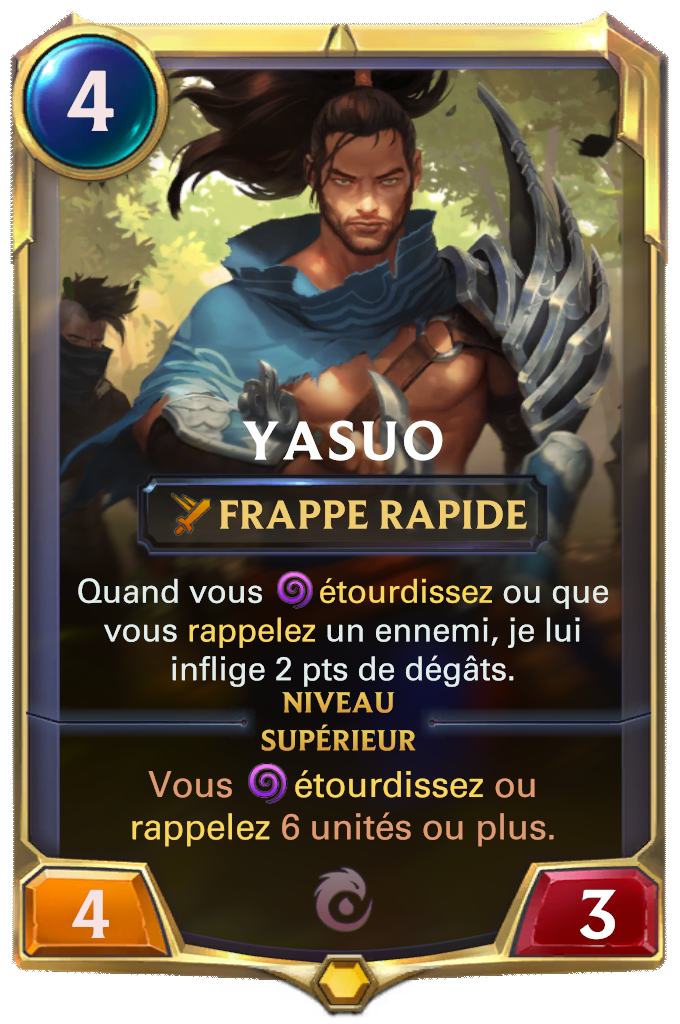 4
YASUO
FRAPPE RAPIDE
Quand vous étourdissez ou que
vous rappelez un ennemi, je lui
inflige 2 pts de dégâts.
NIVEAU
SUPÉRIEUR
Vous étourdissez ou
rappelez 6 unités ou plus.
4
3